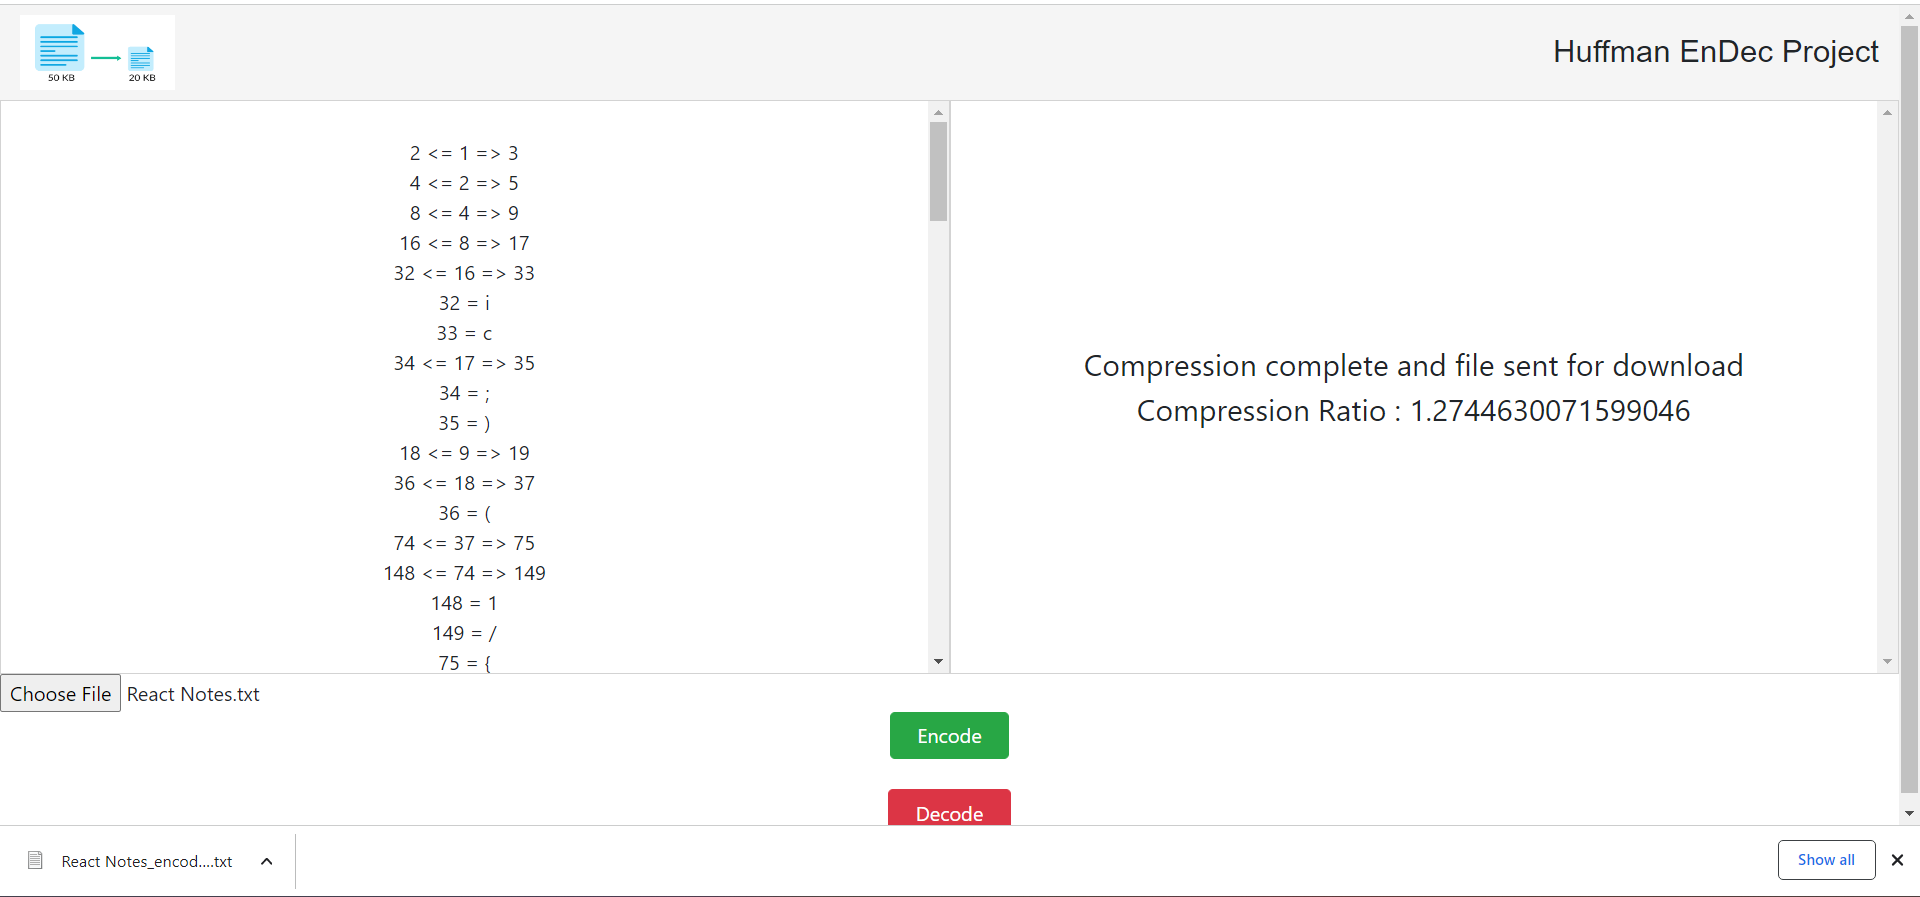 50 KB
20 KB
Huffman EnDec Project
2 <= 1 => 3
4 <= 2 => 5
8 <= 4 => 9
16 <= 8 => 17
32 <= 16 => 33
32 = i
33 = c
34 <= 17 => 35
34 = ;
35 = )
18 <= 9 => 19
36 <= 18 => 37
36 = (
74 <= 37 => 75
148 <= 74 => 149
148 = 1
149 = /
75 = {
Compression complete and file sent for download
Compression Ratio : 1.2744630071599046
Choose File React Notes.txt
Encode
Decode
React Notes_encod....txt
Show all